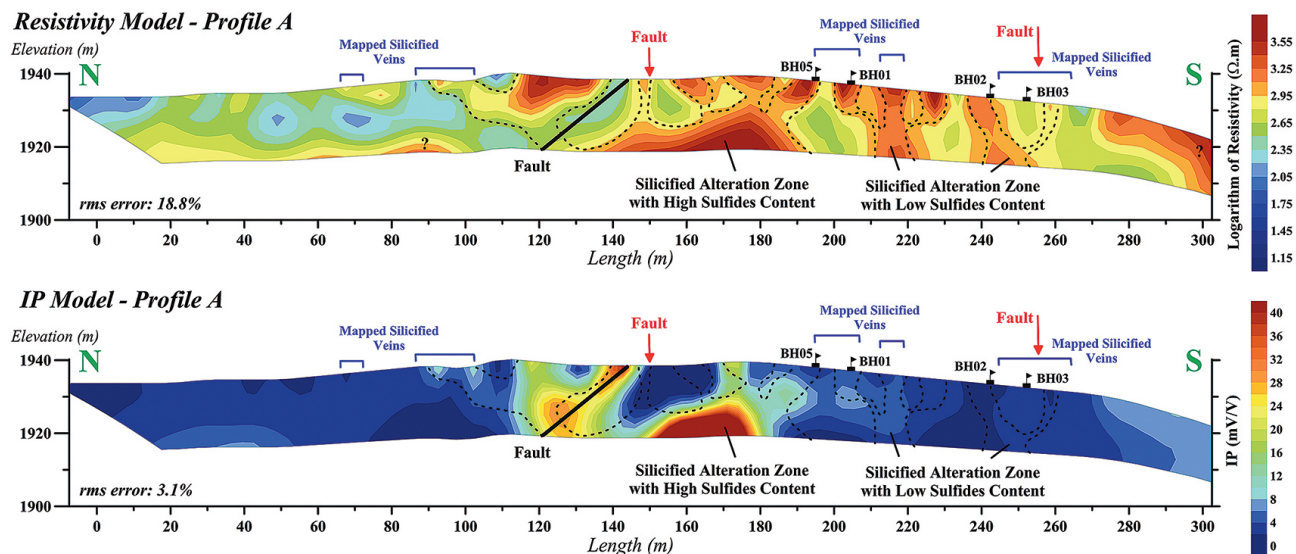 Resistivity Model - Profile A
Elevation (m)
N
Mapped Silicified
Veins
Fault
Mapped Silicified
Veins
Fault
Mapped Silicified Veins
S
BH05
BH01
BH02
BH03
1940
1920
1900
?
Fault
Silicified Alteration Zone
with High Sulfides Content
Silicified Alteration Zone
with Low Sulfides Content
?
rms error: 18.8%
0 20 40 60 80 100 120 140 160 180 200 220 240 260 280 300
Length (m)
Logarithm of Resistivity (Ω.m)
3.55
3.25
2.95
2.65
2.35
2.05
1.75
1.45
1.15
IP Model - Profile A
Elevation (m)
N
Mapped Silicified
Veins
Fault
Mapped Silicified
Veins
Fault
Mapped Silicified
Veins
S
BH05
BH01
BH02
BH03
1940
1920
1900
Fault
Silicified Alteration Zone
with High Sulfides Content
Silicified Alteration Zone
with Low Sulfides Content
rms error: 3.1%
0 20 40 60 80 100 120 140 160 180 200 220 240 260 280 300
Length (m)
IP (mV/V)
40
36
32
28
24
20
16
12
8
4
0